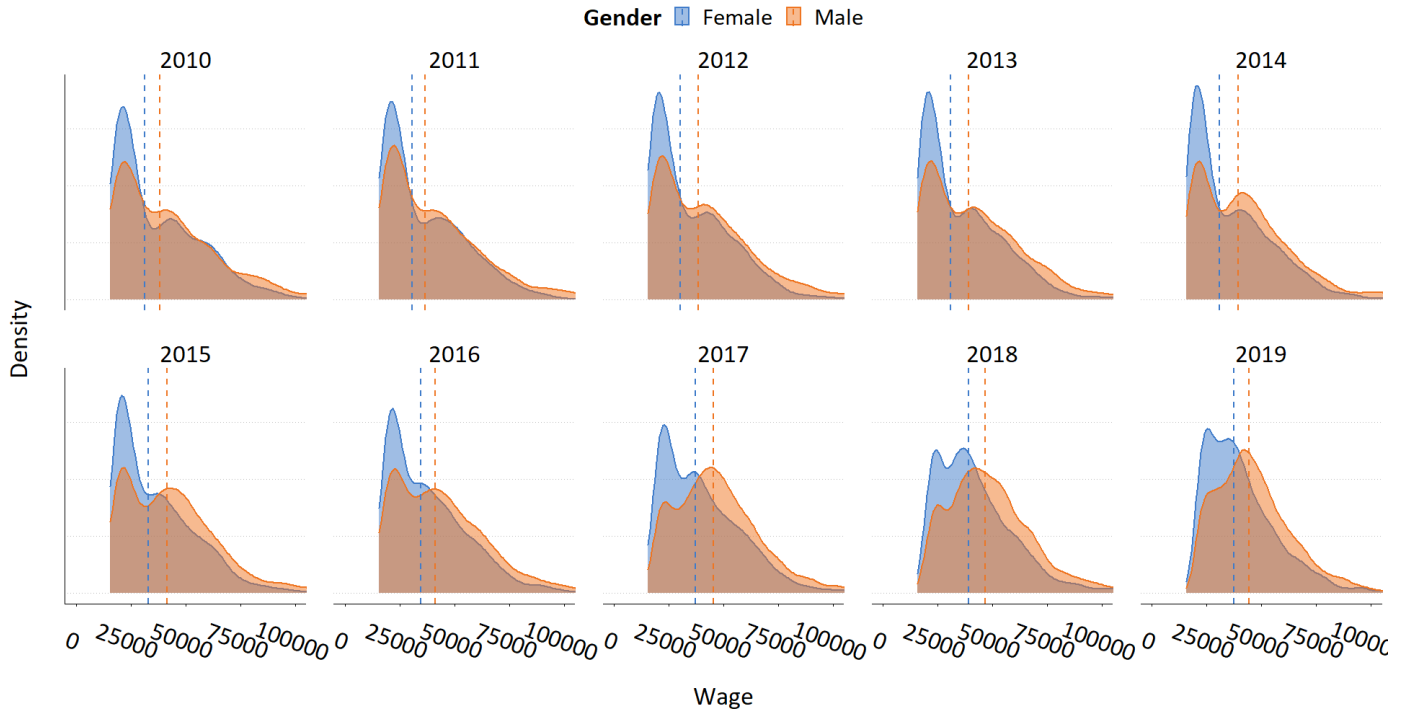 Gender Female Male
2010 2011 2012 2013 2014
Density
2015 2016 2017 2018 2019
0 25000 50000 75000 100000 0 25000 50000 75000 100000 0 25000 50000 75000 100000 0 25000 50000 75000 100000 0 25000 50000 75000 100000
Wage